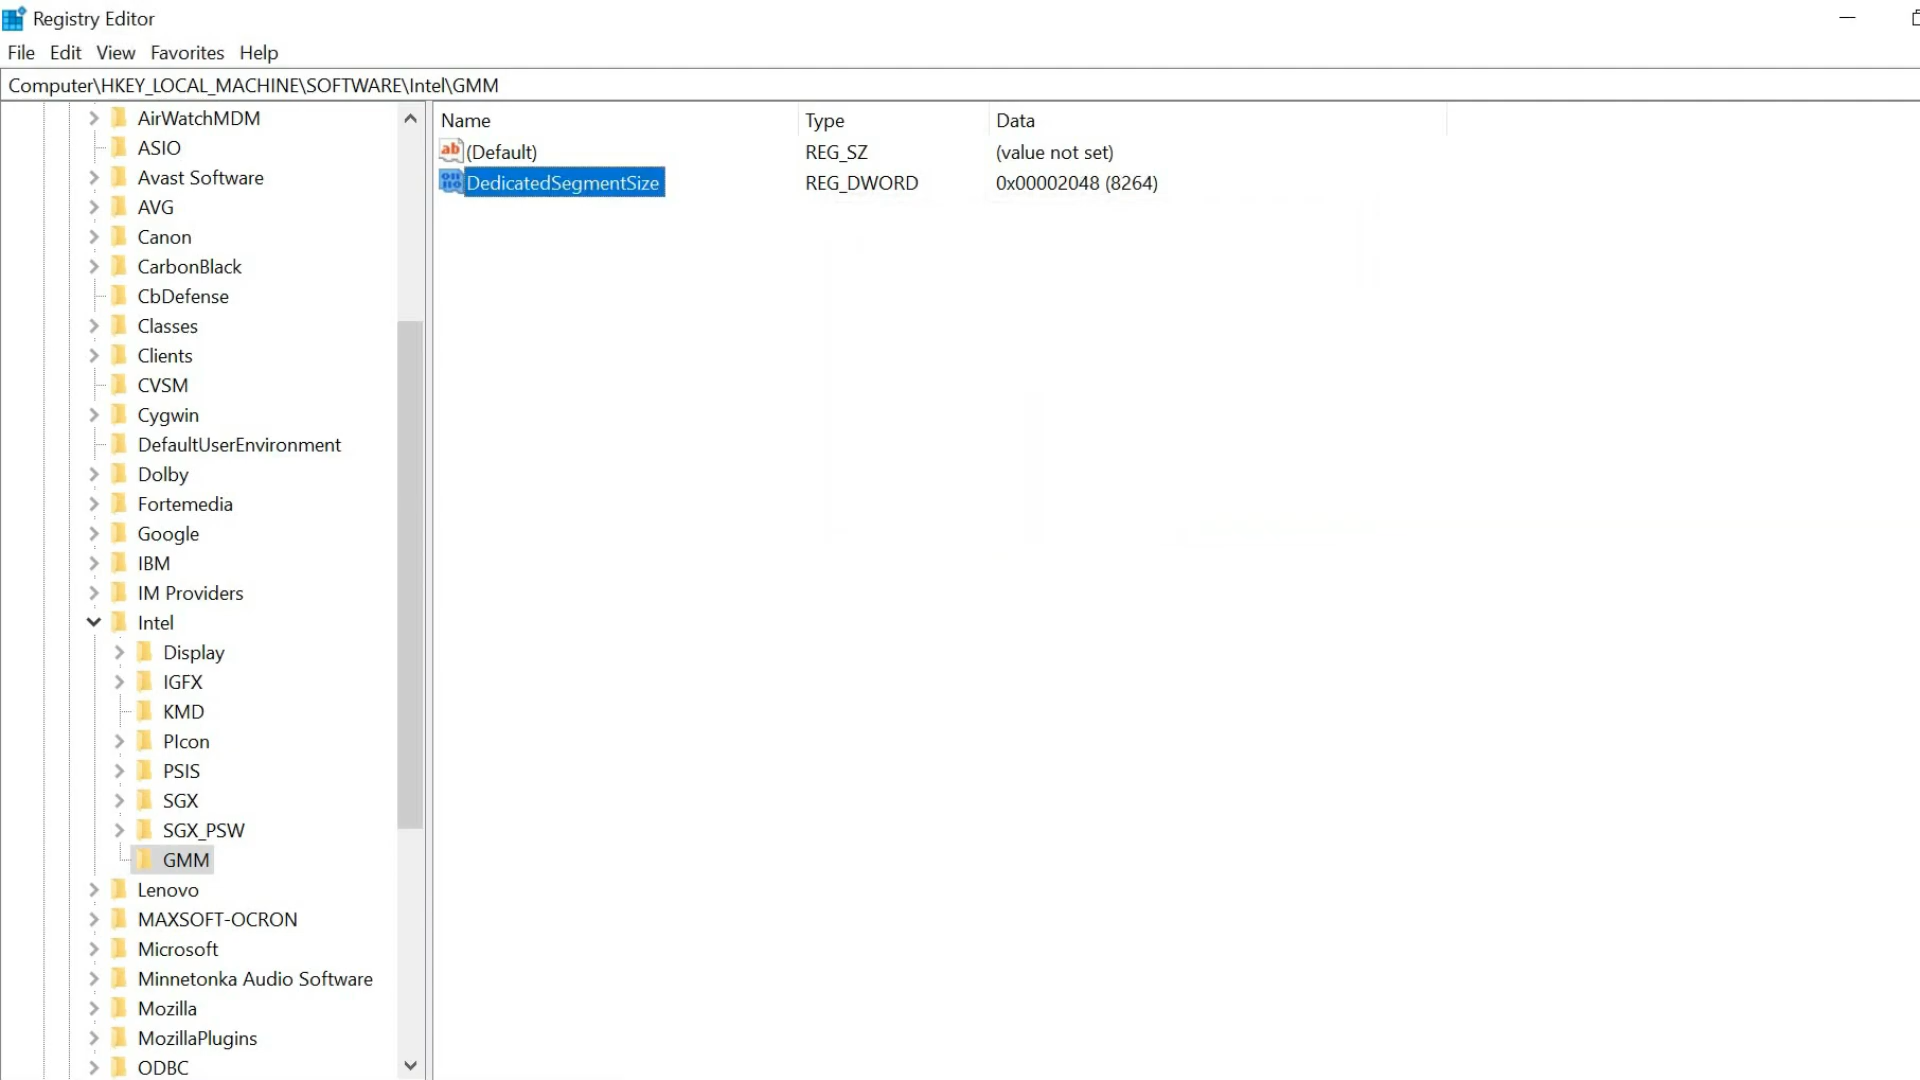 Registry Editor
File Edit View Favorites Help
Computer\HKEY_LOCAL_MACHINE\SOFTWARE\Intel\GMM
AirWatchMDM
ASIO
Avast Software
AVG
Canon
CarbonBlack
CbDefense
Classes
Clients
CVSM
Cygwin
DefaultUserEnvironment
Dolby
Fortemedia
Google
IBM
IM Providers
Intel
Display
IGFX
KMD
PIcon
PSIS
SGX
SGX_PSW
GMM
Lenovo
MAXSOFT-OCRON
Microsoft
Minnetonka Audio Software
Mozilla
MozillaPlugins
ODBC
Name Type Data
ab (Default) REG_SZ (value not set)
DedicatedSegmentSize REG_DWORD 0x00002048 (8264)